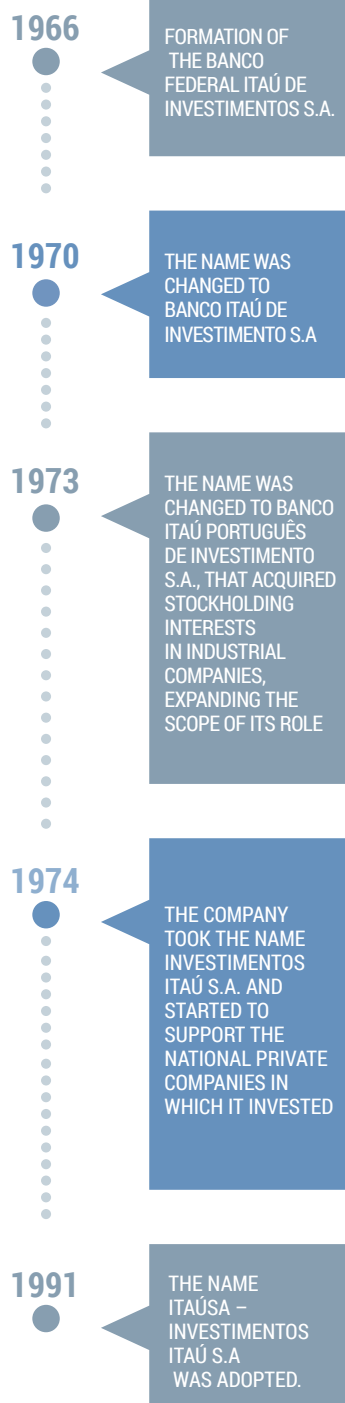 1966
FORMATION OF
THE BANCO
FEDERAL ITAÚ DE
INVESTIMENTOS S.A.
1970
THE NAME WAS
CHANGED TO
BANCO ITAÚ DE
INVESTIMENTO S.A
1973
THE NAME WAS
CHANGED TO BANCO
ITAÚ PORTUGUÊS
DE INVESTIMENTO
S.A., THAT ACQUIRED
STOCKHOLDING
INTERESTS
IN INDUSTRIAL
COMPANIES,
EXPANDING THE
SCOPE OF ITS ROLE
1974
THE COMPANY
TOOK THE NAME
INVESTIMENTOS
ITAÚ S.A. AND
STARTED TO
SUPPORT THE
NATIONAL PRIVATE
COMPANIES IN
WHICH IT INVESTED
1991
THE NAME
ITAÚSA –
INVESTIMENTOS
ITAÚ S.A
WAS ADOPTED.